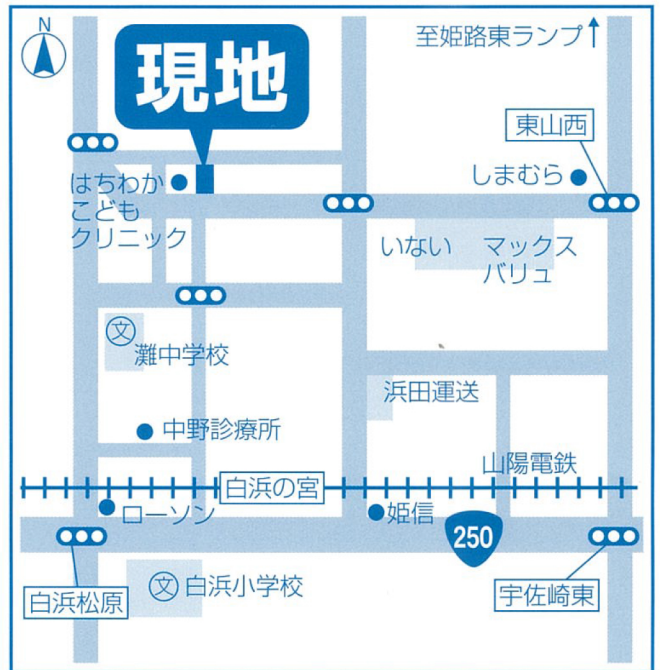 N
至姫路東ランプ↑
現地
東山西
しまむら
はちわか
こども
クリニック
いない
マックス
バリュ
文
灘中学校
浜田運送
中野診療所
山陽電鉄
白浜の宮
ローソン
姫信
250
白浜松原
文
白浜小学校
宇佐崎東